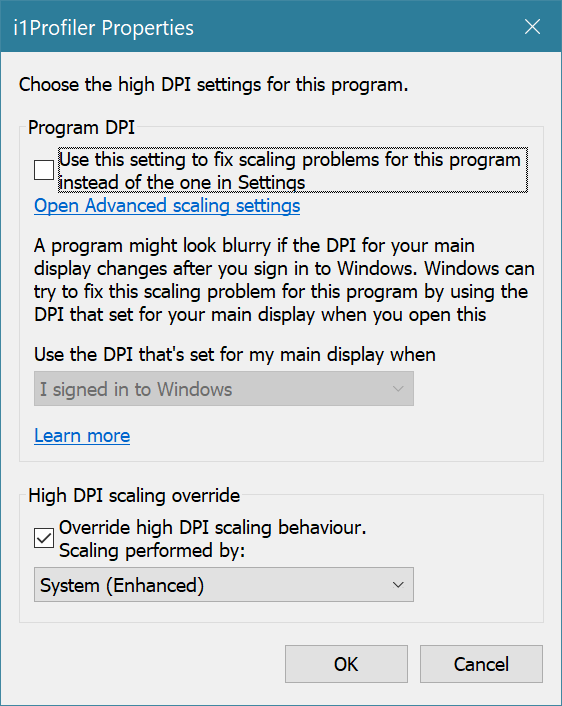 i1Profiler Properties
Choose the high DPI settings for this program.
Program DPI
Use this setting to fix scaling problems for this program
instead of the one in Settings
Open Advanced scaling settings
A program might look blurry if the DPI for your main
display changes after you sign in to Windows. Windows can
try to fix this scaling problem for this program by using the
DPI that set for your main display when you open this
Use the DPI that's set for my main display when
I signed in to Windows
Learn more
High DPI scaling override
Override high DPI scaling behaviour.
Scaling performed by:
System (Enhanced)
OK
Cancel